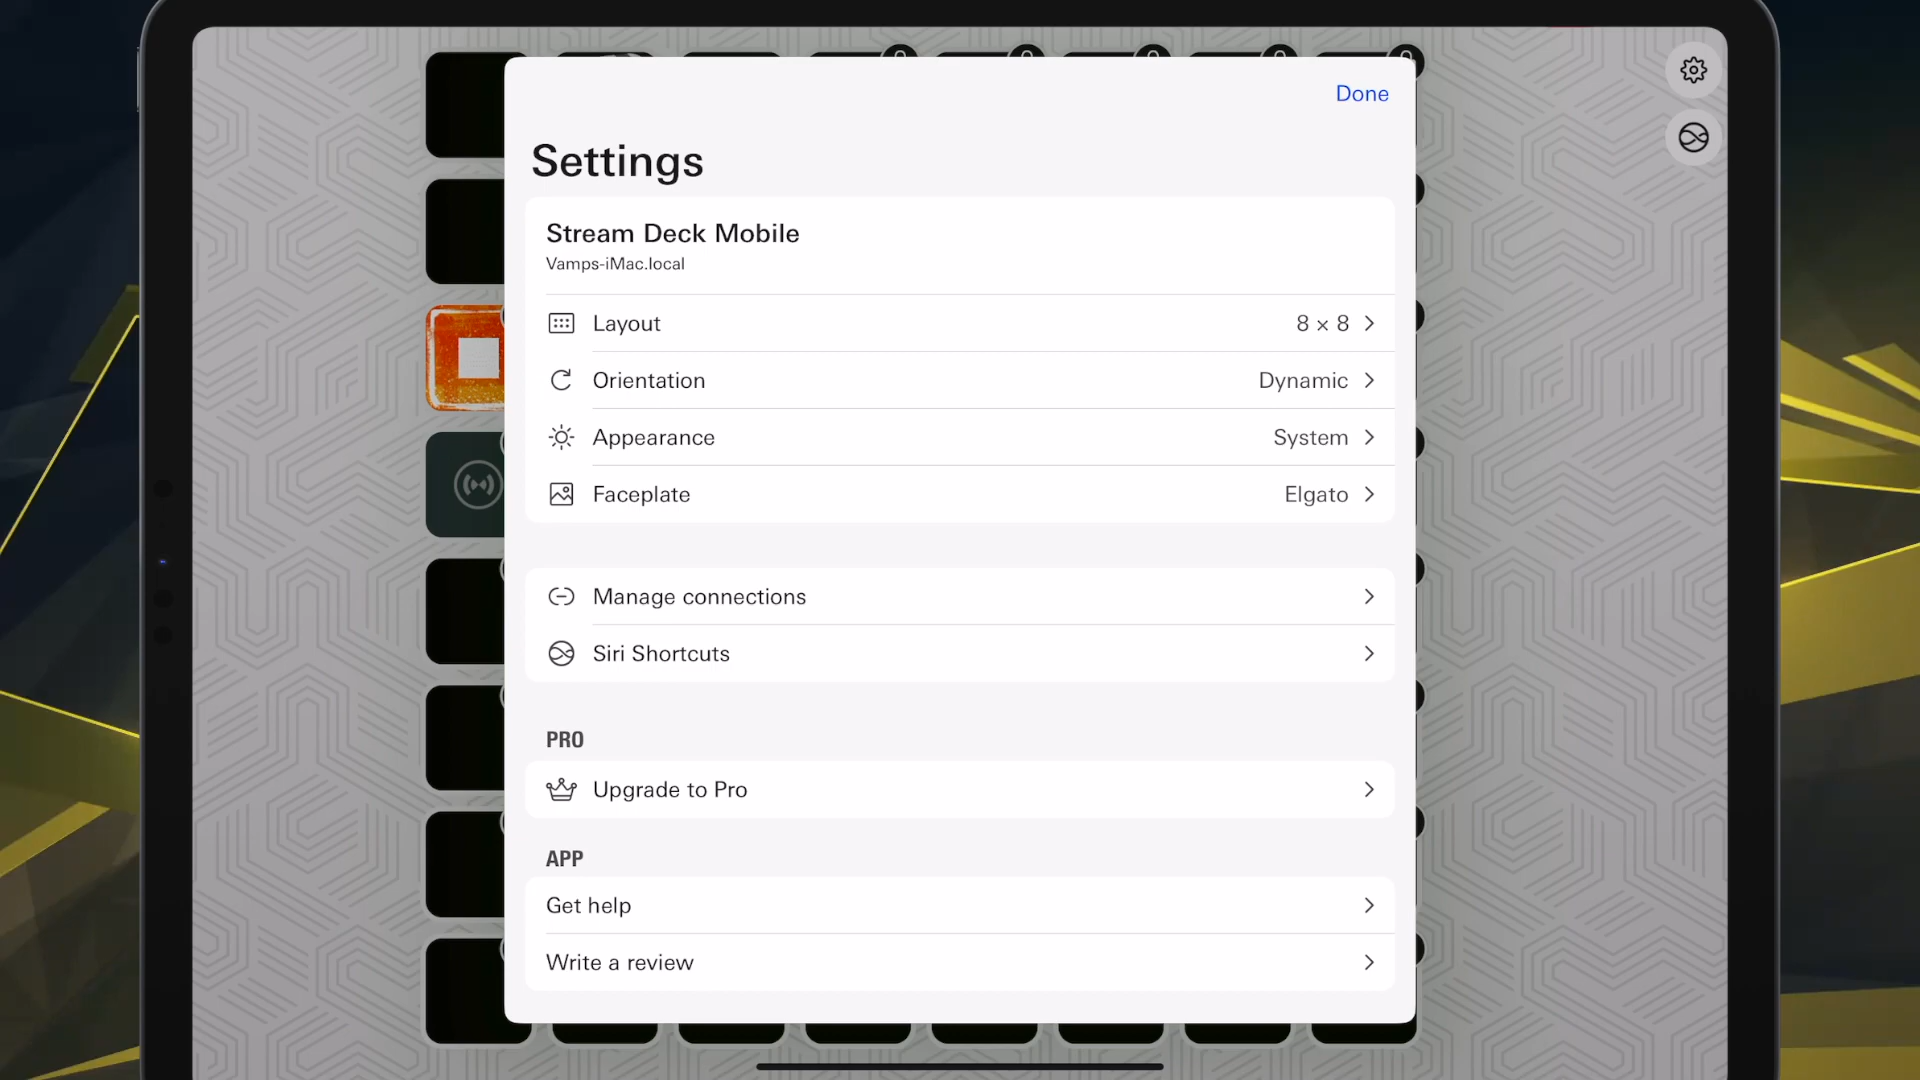 Done
Settings
Stream Deck Mobile
Vamps-iMac.local
Layout 8 × 8
Orientation Dynamic
Appearance System
Faceplate Elgato
Manage connections
Siri Shortcuts
PRO
Upgrade to Pro
APP
Get help
Write a review